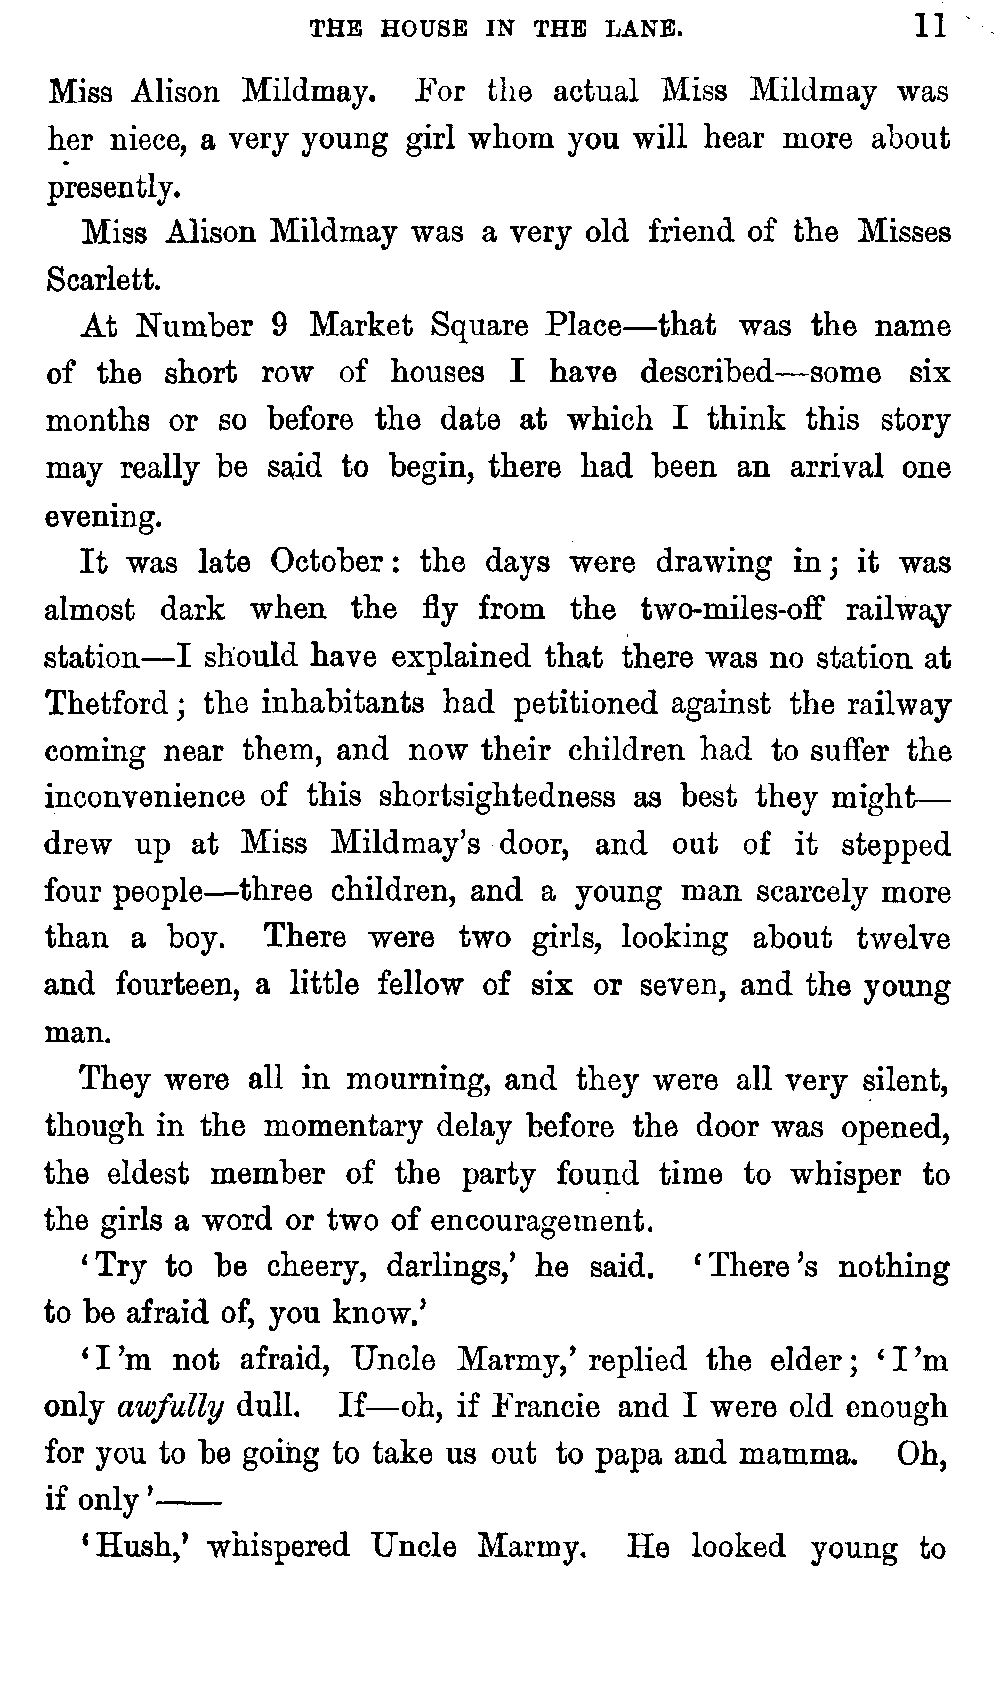 THE HOUSE IN THE LANE. 11
Miss Alison Mildmay. For the actual Miss Mildmay was
her niece, a very young girl whom you will hear more about
presently.
Miss Alison Mildmay was a very old friend of the Misses
Scarlett.
At Number 9 Market Square Place—that was the name
of the short row of houses I have described—some six
months or so before the date at which I think this story
may really be said to begin, there had been an arrival one
evening.
It was late October: the days were drawing in; it was
almost dark when the fly from the two-miles-off railway
station—I should have explained that there was no station at
Thetford; the inhabitants had petitioned against the railway
coming near them, and now their children had to suffer the
inconvenience of this shortsightedness as best they might—
drew up at Miss Mildmay's door, and out of it stepped
four people—three children, and a young man scarcely more
than a boy. There were two girls, looking about twelve
and fourteen, a little fellow of six or seven, and the young
man.
They were all in mourning, and they were all very silent,
though in the momentary delay before the door was opened,
the eldest member of the party found time to whisper to
the girls a word or two of encouragement.
‘Try to be cheery, darlings,’ he said. ‘There's nothing
to be afraid of, you know.’
‘I'm not afraid, Uncle Marmy,’ replied the elder; ‘I'm
only awfully dull. If—oh, if Francie and I were old enough
for you to be going to take us out to papa and mamma. Oh,
if only’——
‘Hush,’ whispered Uncle Marmy. He looked young to